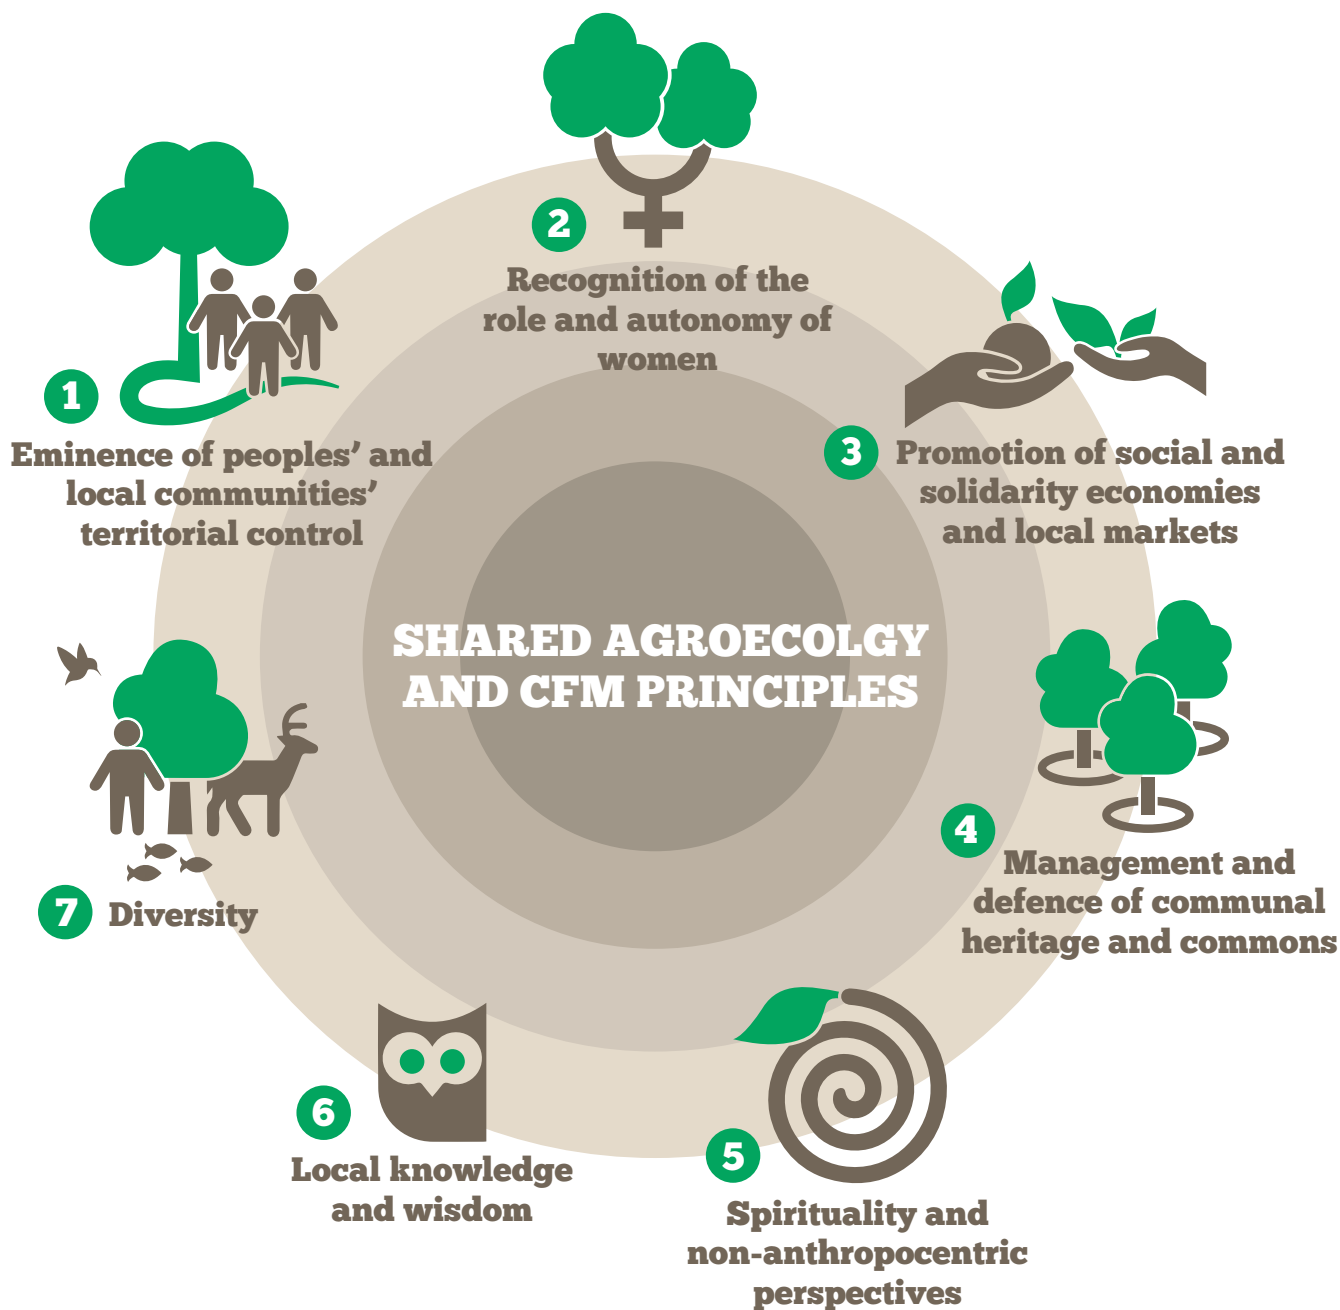 SHARED AGROECOLGY
AND CFM PRINCIPLES
1
Eminence of peoples’ and
local communities’
territorial control
2
Recognition of the
role and autonomy of
women
3
Promotion of social and
solidarity economies
and local markets
4
Management and
defence of communal
heritage and commons
5
Spirituality and
non-anthropocentric
perspectives
6
Local knowledge
and wisdom
7
Diversity